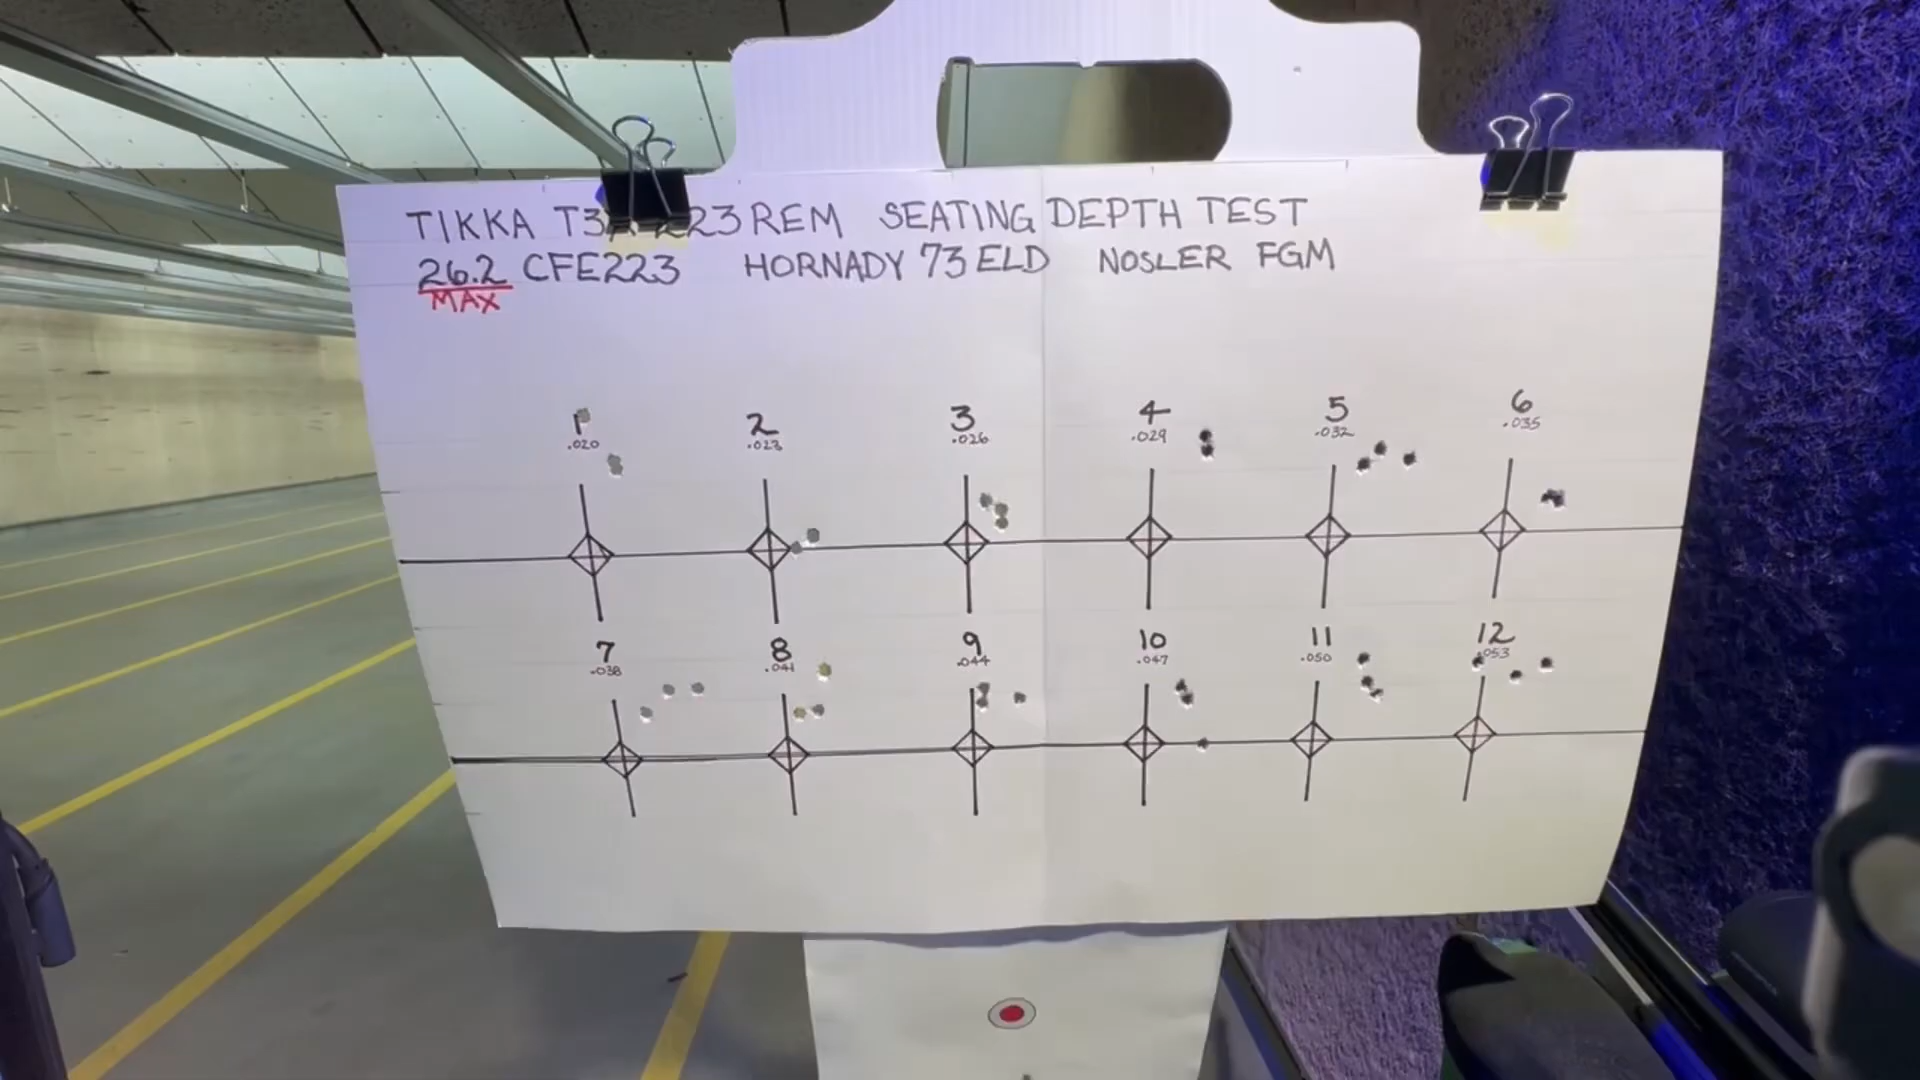 TIKKA T3X 223 REM SEATING DEPTH TEST
26.2 CFE223 HORNADY 73 ELD NOSLER FGM
MAX
1 2 3 4 5 6
.020 .023 .026 .029 .032 .035
7 8 9 10 11 12
.038 .041 .044 .047 .050 .053